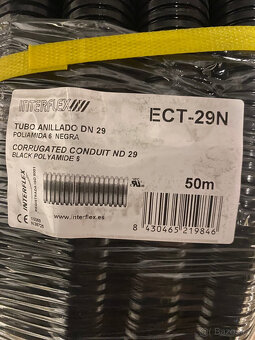 INTERFLEX
ECT-29N
TUBO ANILLADO DN 29
POLIAMIDA 6 NEGRA
CORRUGATED CONDUIT ND 29
BLACK POLYAMIDE 6
50m
INTERFLEX
www.interflex.es
8 430465 219846